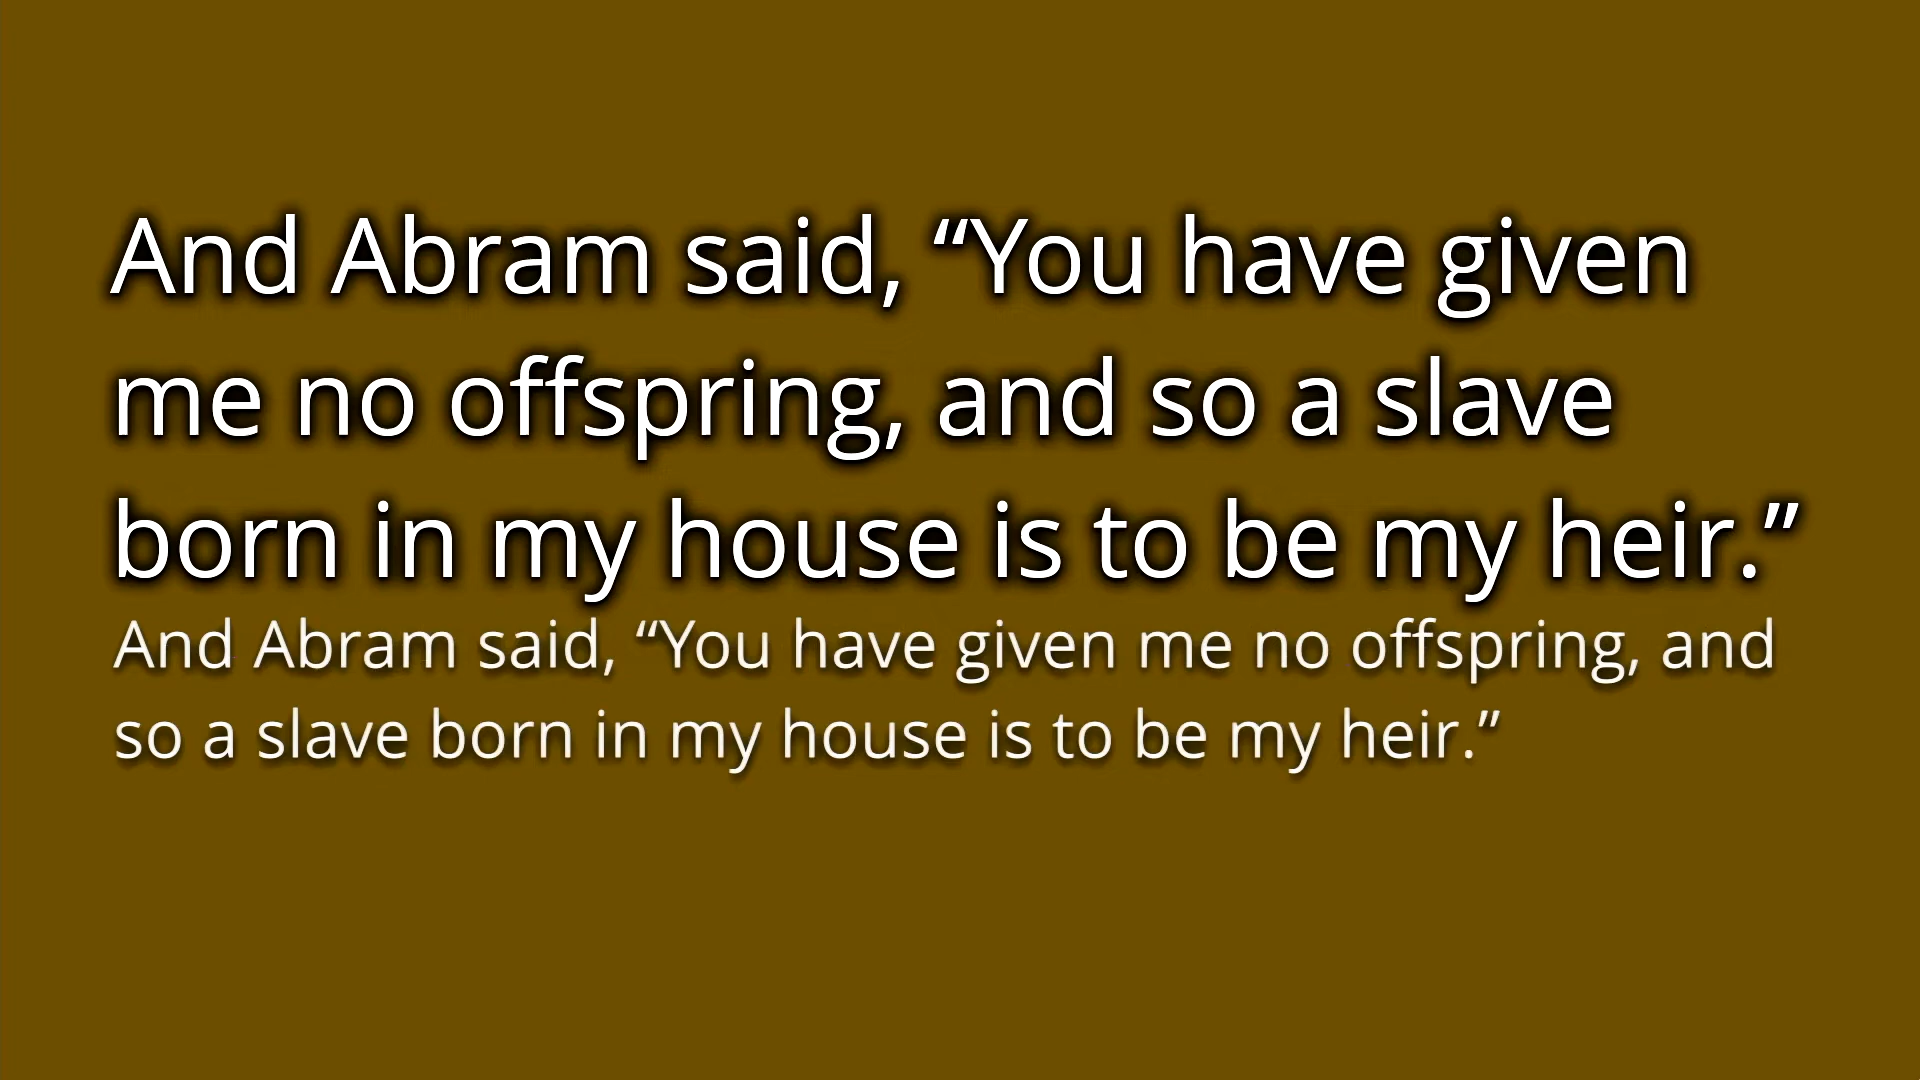 And Abram said, “You have given
me no offspring, and so a slave
born in my house is to be my heir.”
And Abram said, “You have given me no offspring, and
so a slave born in my house is to be my heir.”